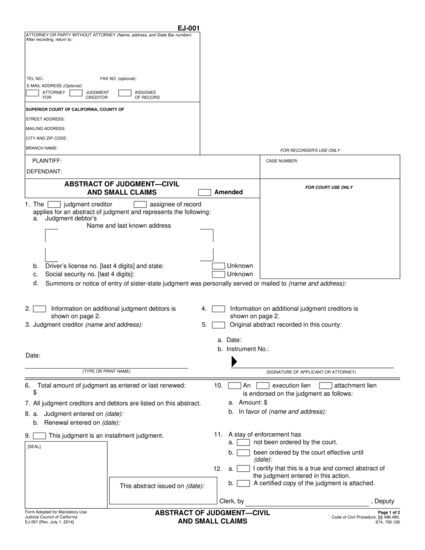 EJ-001
ATTORNEY OR PARTY WITHOUT ATTORNEY (Name, address, and State Bar number):
After recording, return to:
TEL NO.: FAX NO. (optional):
E-MAIL ADDRESS (Optional):
ATTORNEY FOR JUDGMENT CREDITOR ASSIGNEE OF RECORD
SUPERIOR COURT OF CALIFORNIA, COUNTY OF
STREET ADDRESS:
MAILING ADDRESS:
CITY AND ZIP CODE:
BRANCH NAME:
FOR RECORDER'S USE ONLY
PLAINTIFF:
DEFENDANT:
CASE NUMBER:
ABSTRACT OF JUDGMENT—CIVIL
AND SMALL CLAIMS Amended
FOR COURT USE ONLY
1. The judgment creditor assignee of record
applies for an abstract of judgment and represents the following:
a. Judgment debtor's
Name and last known address
b. Driver's license no. [last 4 digits] and state: Unknown
c. Social security no. [last 4 digits]: Unknown
d. Summons or notice of entry of sister-state judgment was personally served or mailed to (name and address):
2. Information on additional judgment debtors is
shown on page 2.
3. Judgment creditor (name and address):
4. Information on additional judgment creditors is
shown on page 2.
5. Original abstract recorded in this county:
a. Date:
b. Instrument No.:
Date:
(TYPE OR PRINT NAME)
(SIGNATURE OF APPLICANT OR ATTORNEY)
6. Total amount of judgment as entered or last renewed:
$
7. All judgment creditors and debtors are listed on this abstract.
8. a. Judgment entered on (date):
b. Renewal entered on (date):
9. This judgment is an installment judgment.
[SEAL]
This abstract issued on (date):
10. An execution lien attachment lien
is endorsed on the judgment as follows:
a. Amount: $
b. In favor of (name and address):
11. A stay of enforcement has
a. not been ordered by the court.
b. been ordered by the court effective until
(date):
12. a. I certify that this is a true and correct abstract of
the judgment entered in this action.
b. A certified copy of the judgment is attached.
Clerk, by , Deputy
Form Adopted for Mandatory Use
Judicial Council of California
EJ-001 [Rev. July 1, 2014]
ABSTRACT OF JUDGMENT—CIVIL
AND SMALL CLAIMS
Page 1 of 2
Code of Civil Procedure, §§ 488.480,
674, 700.190